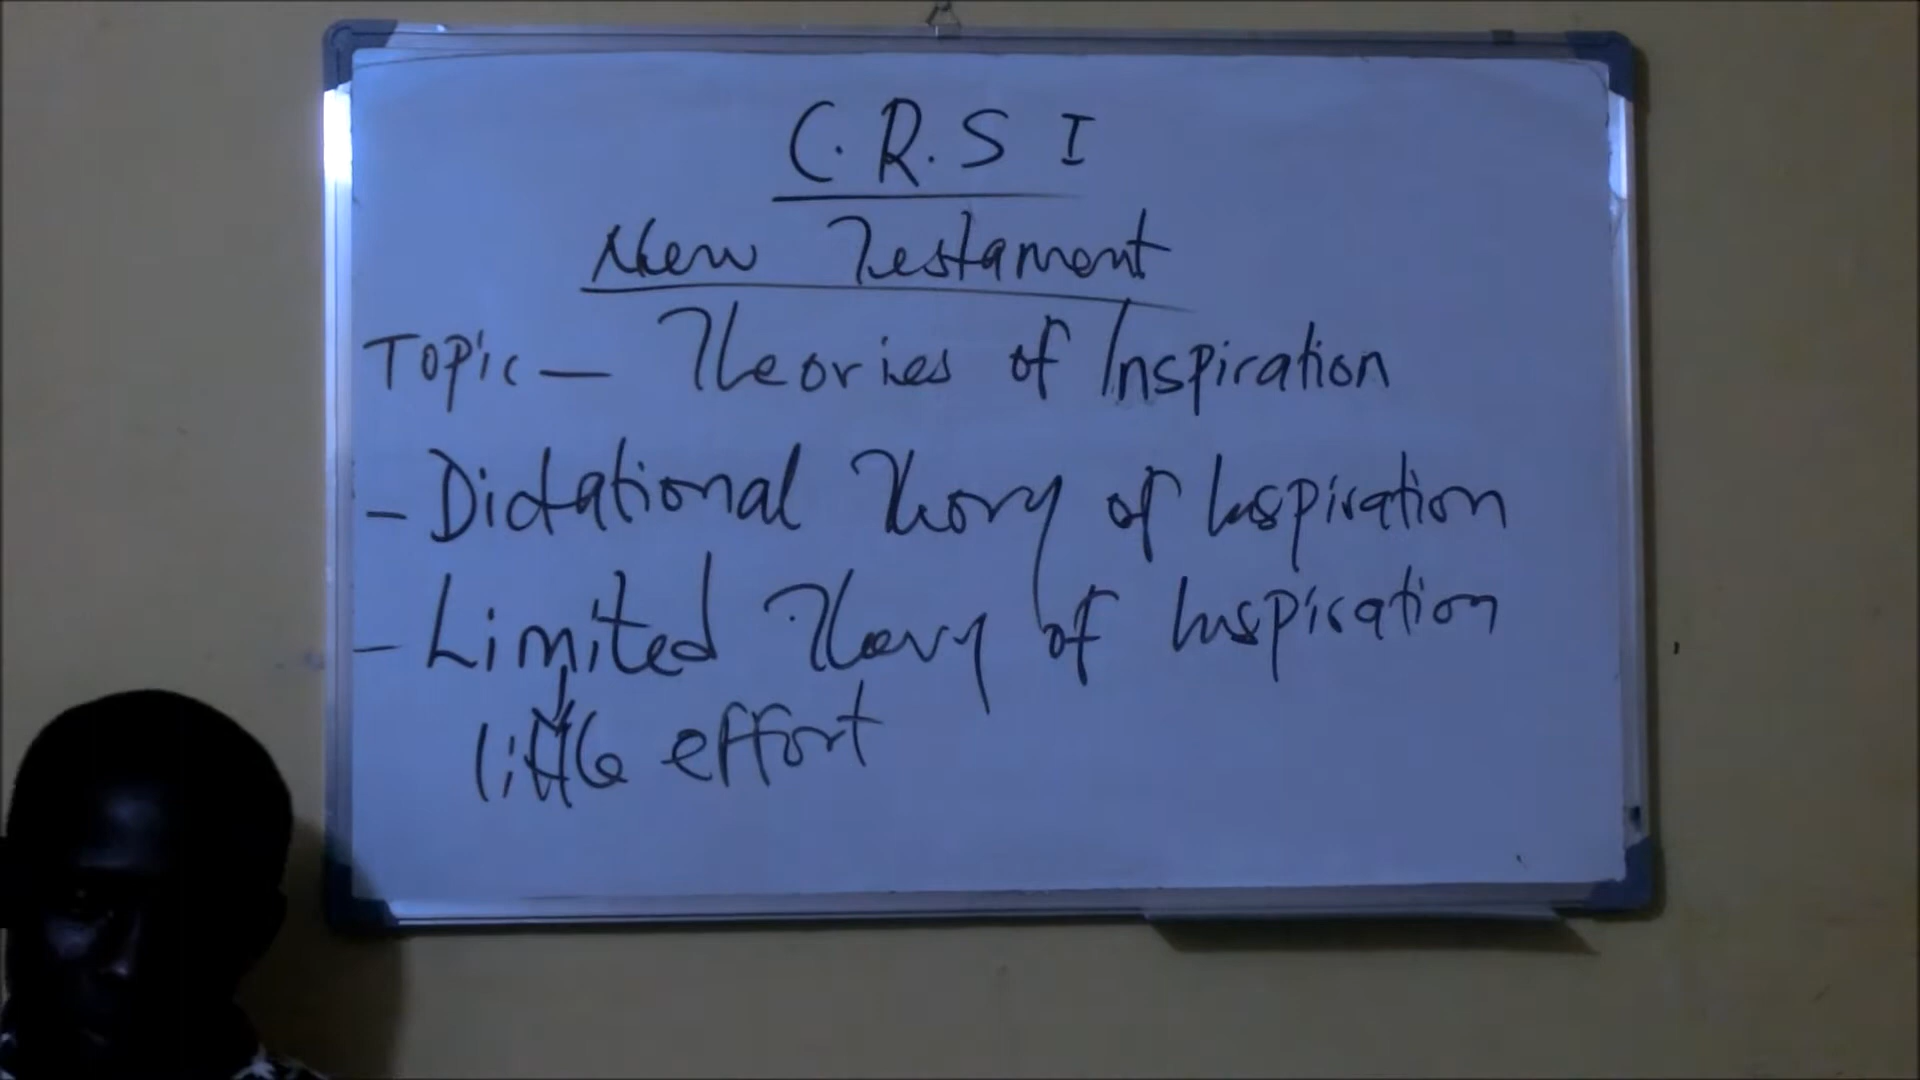 C.R.S I
New Testament
Topic - Theories of Inspiration
- Dictational Theory of Inspiration
- Limited Theory of Inspiration
little effort